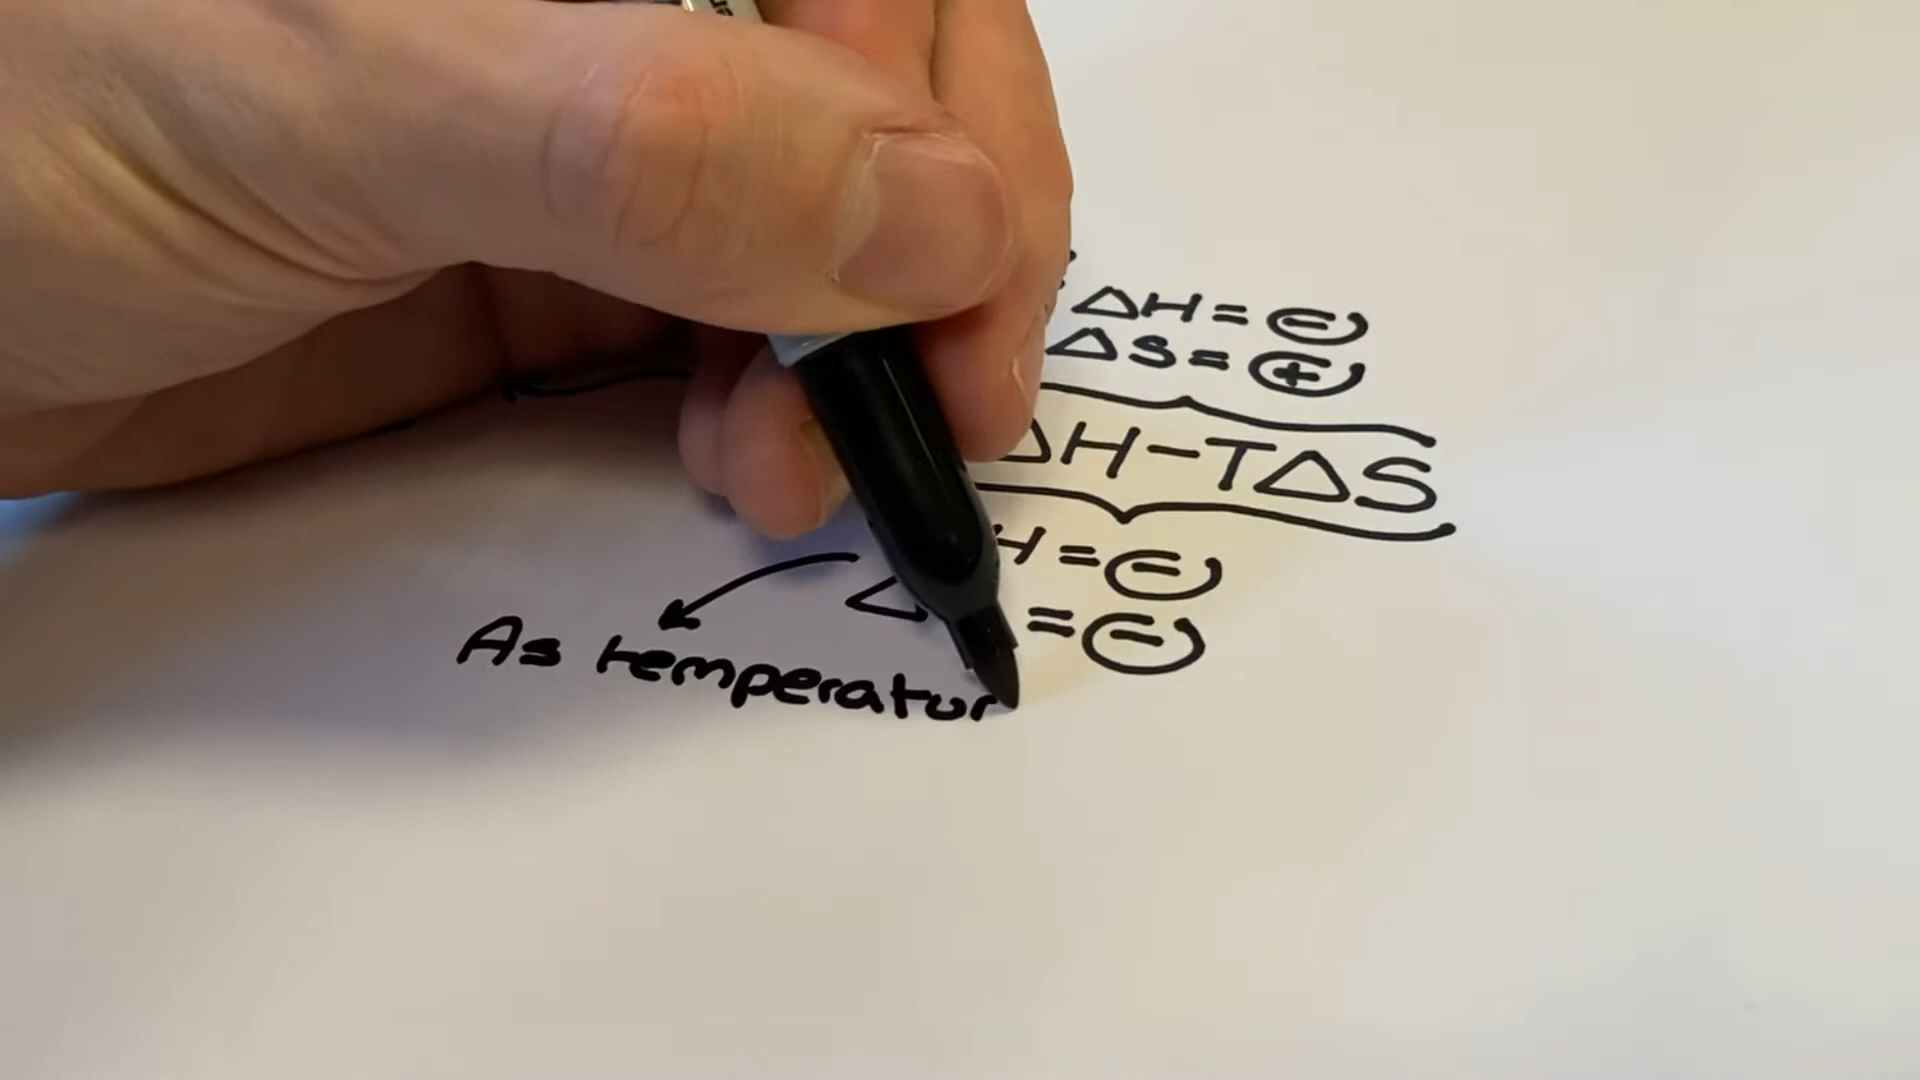 ΔH = ⊖
ΔS = ⊕
ΔH-TΔS
H = ⊖
Δ = ⊖
As temperatur